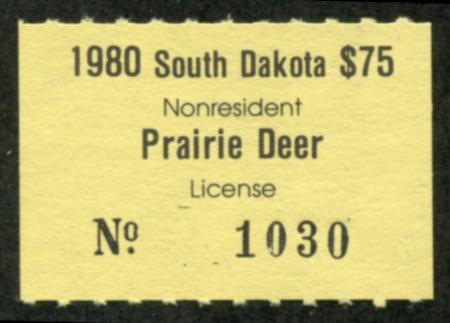 1980 South Dakota $75
Nonresident
Prairie Deer
License
Nº 1030